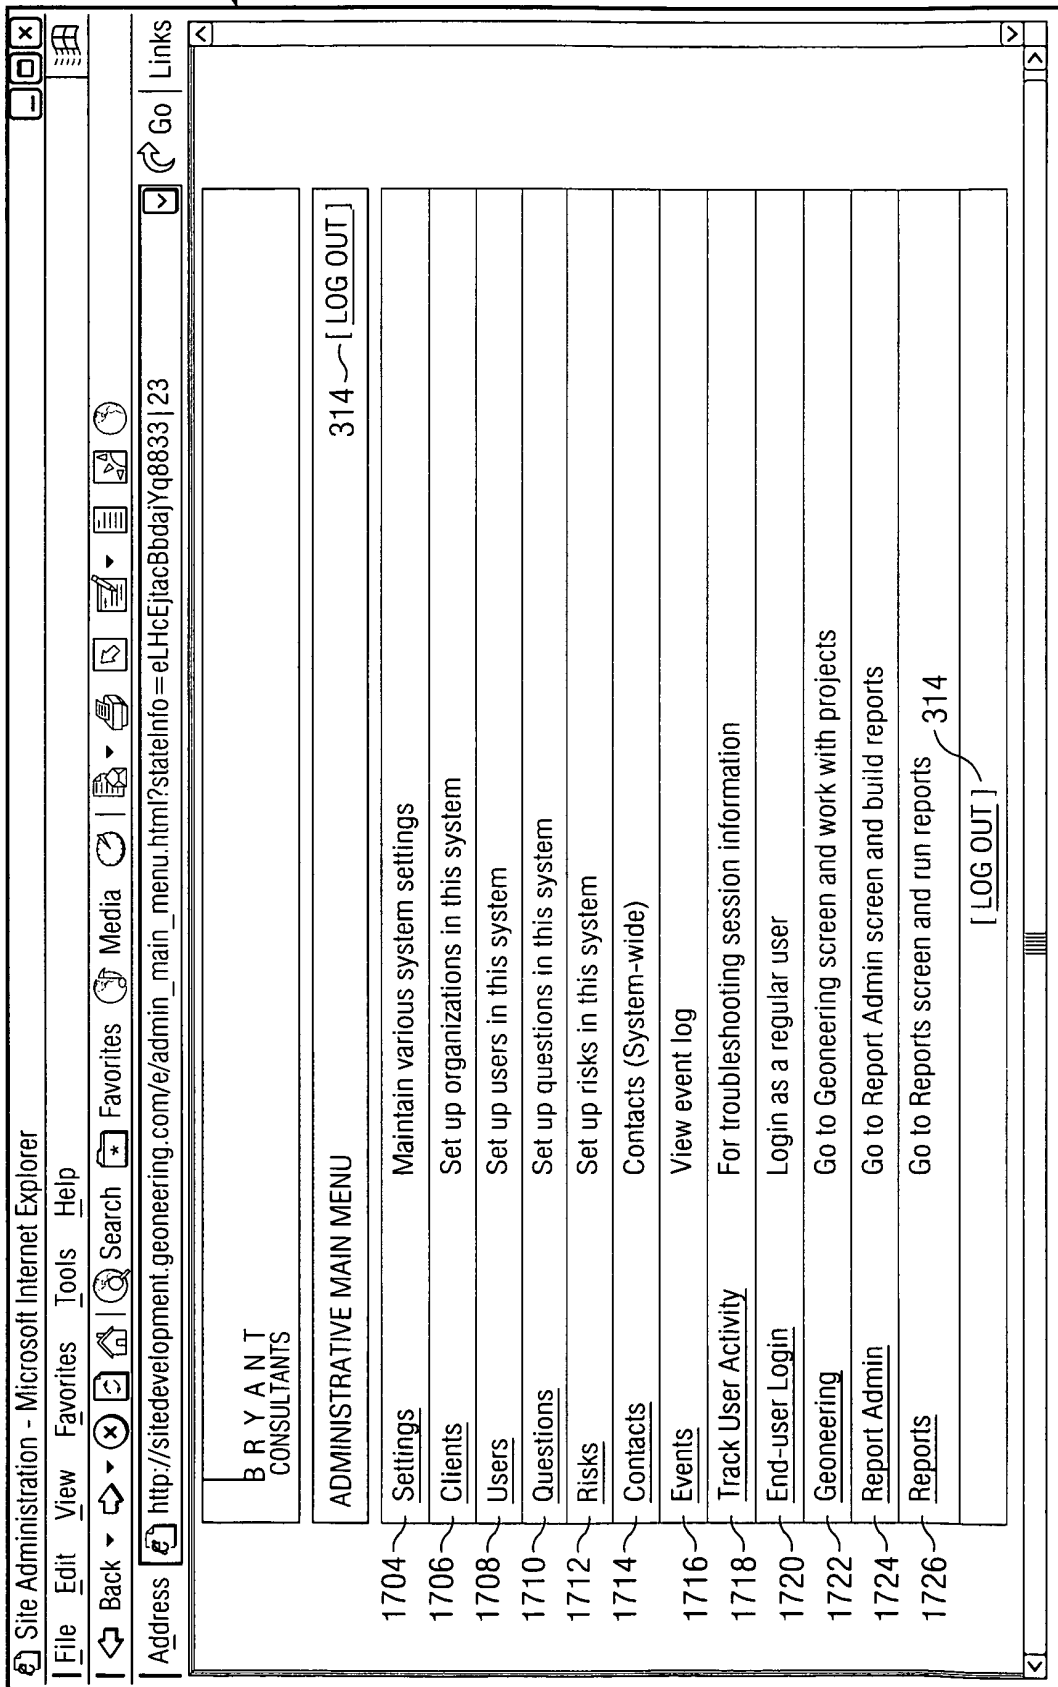 Site Administration - Microsoft Internet Explorer
File Edit View Favorites Tools Help
Back Search Favorites Media
Address http://sitedevelopment.geoneering.com/e/admin_main_menu.html?stateInfo=eLHcEjtacBbdajYq8833|23 Go Links
BRYANT
CONSULTANTS
ADMINISTRATIVE MAIN MENU 314 [LOG OUT]
1704 Settings Maintain various system settings
1706 Clients Set up organizations in this system
1708 Users Set up users in this system
1710 Questions Set up questions in this system
1712 Risks Set up risks in this system
1714 Contacts Contacts (System-wide)
1716 Events View event log
1718 Track User Activity For troubleshooting session information
1720 End-user Login Login as a regular user
1722 Geoneering Go to Geoneering screen and work with projects
1724 Report Admin Go to Report Admin screen and build reports
1726 Reports Go to Reports screen and run reports 314
[LOG OUT]